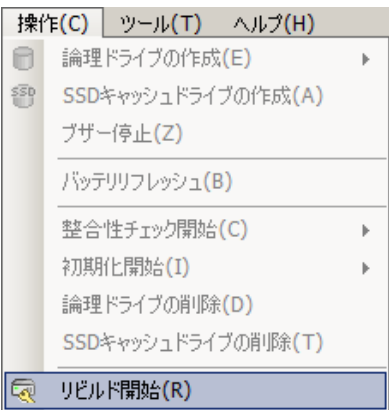 操作(C) ツール(T) ヘルプ(H)
論理ドライブの作成(E)
SSD SSDキャッシュドライブの作成(A)
ブザー停止(Z)
バッテリリフレッシュ(B)
整合性チェック開始(C)
初期化開始(I)
論理ドライブの削除(D)
SSDキャッシュドライブの削除(T)
リビルド開始(R)